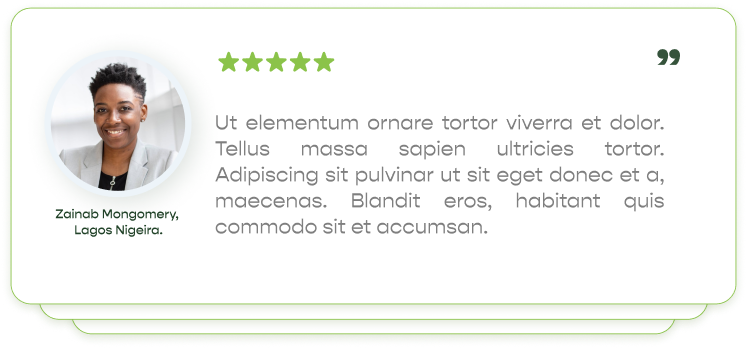 ”
Ut elementum ornare tortor viverra et dolor.
Tellus massa sapien ultricies tortor.
Adipiscing sit pulvinar ut sit eget donec et a,
maecenas. Blandit eros, habitant quis
commodo sit et accumsan.
Zainab Mongomery,
Lagos Nigeira.